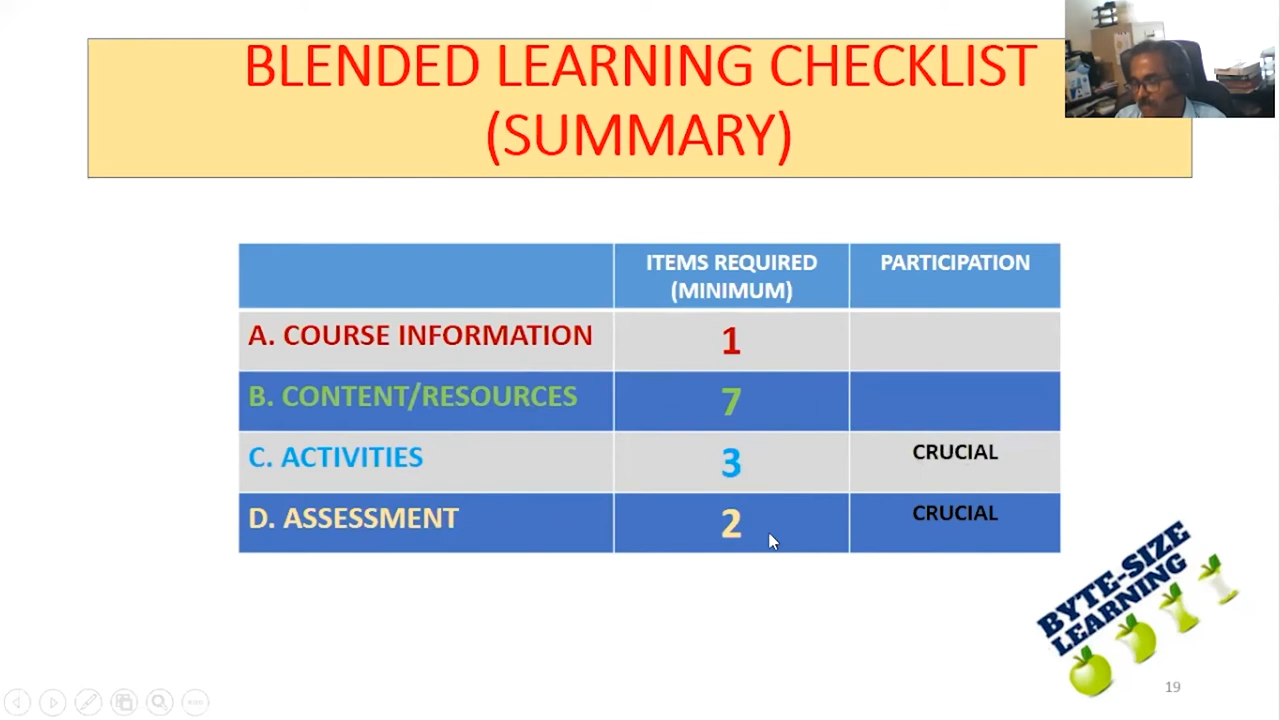 BLENDED LEARNING CHECKLIST
(SUMMARY)
ITEMS REQUIRED
(MINIMUM)
PARTICIPATION
A. COURSE INFORMATION
1
B. CONTENT/RESOURCES
7
C. ACTIVITIES
3
CRUCIAL
D. ASSESSMENT
2
CRUCIAL
BYTE-SIZE
LEARNING
19